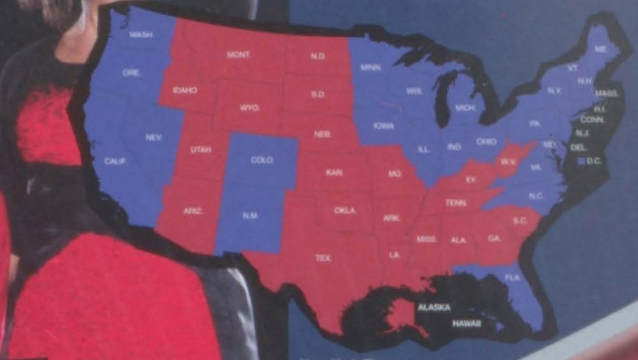 WASH.
MONT.
N.D.
MINN.
ME.
ORE.
IDAHO
S.D.
WIS.
MICH.
VT.
N.H.
N.Y.
MASS.
R.I.
CONN.
WYO.
NEB.
IOWA
ILL.
IND.
OHIO
PA.
N.J.
NEV.
UTAH
COLO.
MD.
DEL.
D.C.
CALIF.
KAN.
MO.
KY.
W.V.
VA.
ARIZ.
N.M.
OKLA.
ARK.
TENN.
N.C.
S.C.
TEX.
LA.
MISS.
ALA.
GA.
FLA.
ALASKA
HAWAII